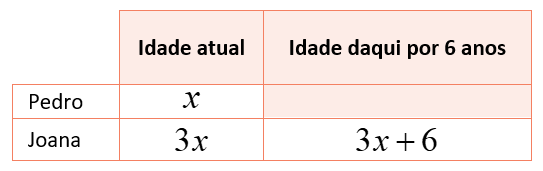 Idade atual Idade daqui por 6 anos
Pedro x
Joana 3x 3x + 6